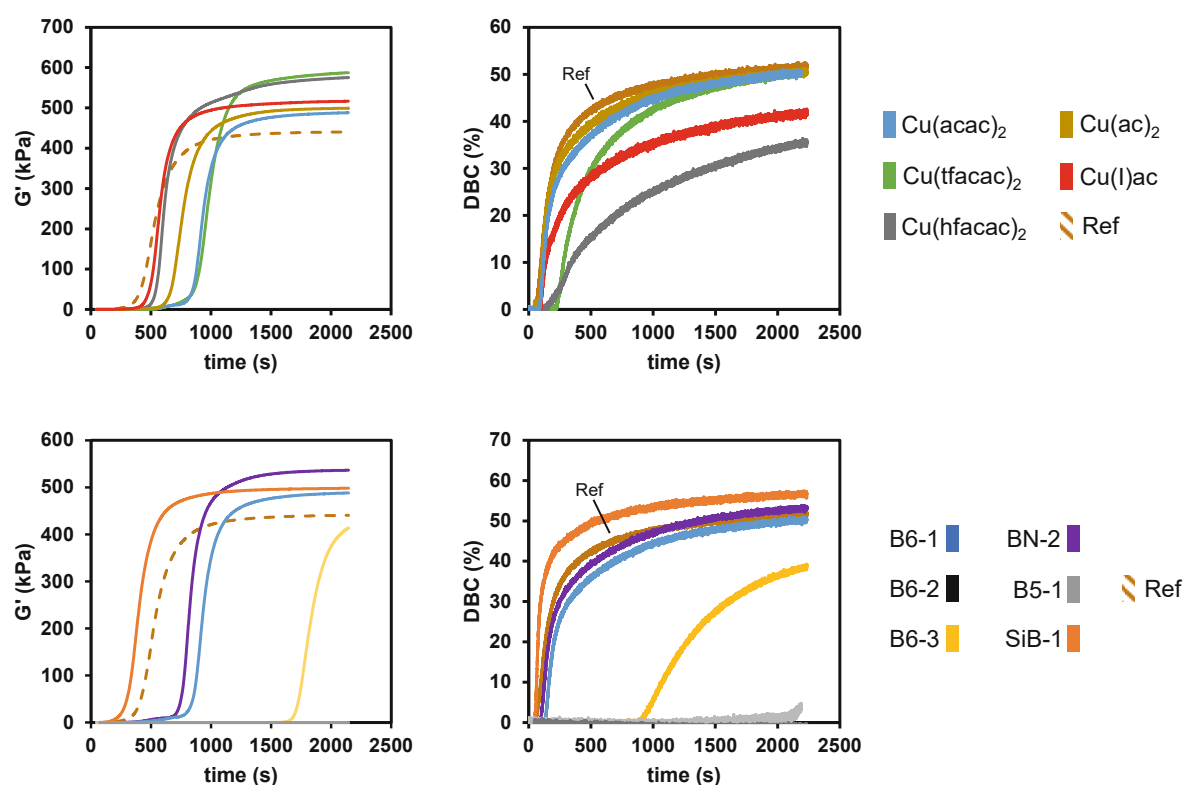 700
600
500
400
300
200
100
0
G' (kPa)
0 500 1000 1500 2000 2500
time (s)
60
50
40
30
20
10
0
DBC (%)
Ref
0 500 1000 1500 2000 2500
time (s)
Cu(acac)2 Cu(ac)2
Cu(tfacac)2 Cu(I)ac
Cu(hfacac)2 Ref
600
500
400
300
200
100
0
G' (kPa)
0 500 1000 1500 2000 2500
time (s)
70
60
50
40
30
20
10
0
DBC (%)
Ref
0 500 1000 1500 2000 2500
time (s)
B6-1 BN-2
B6-2 B5-1 Ref
B6-3 SiB-1